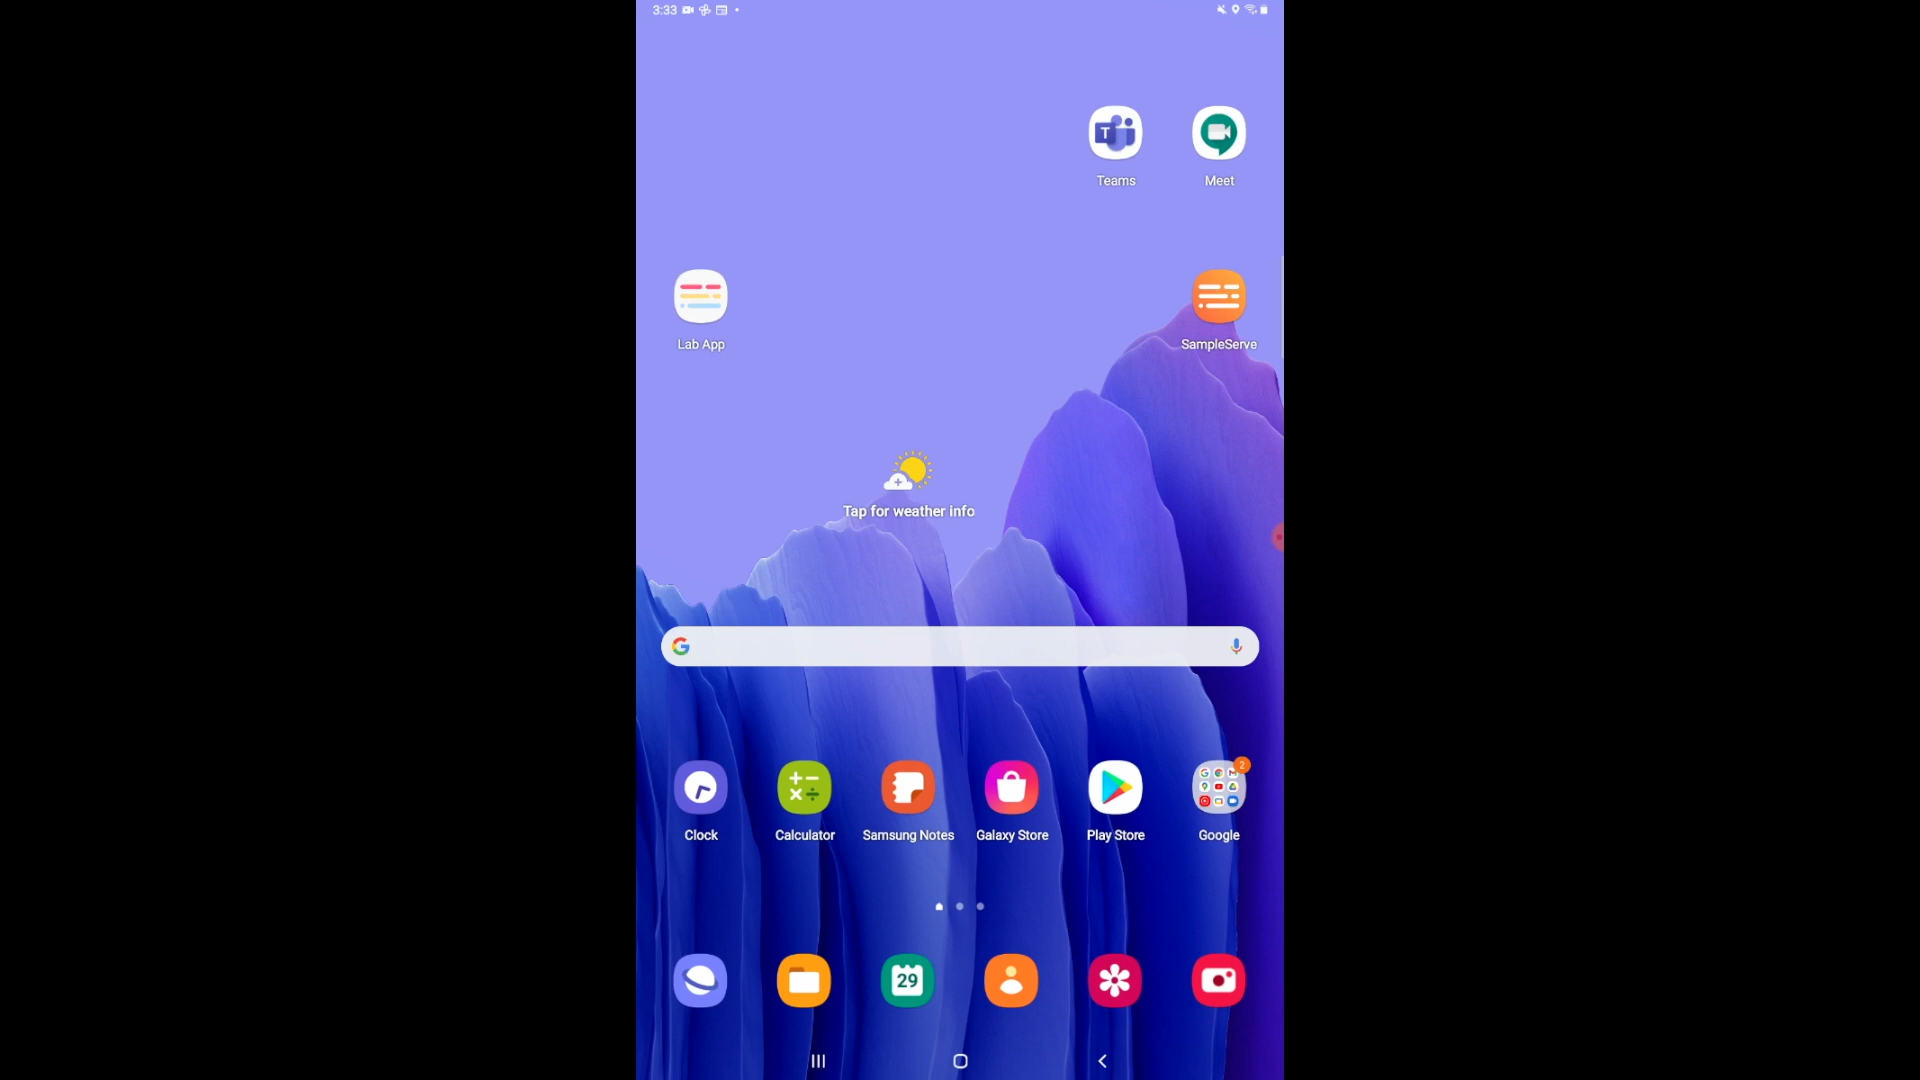 3:33
T
Teams
Meet
Lab App
SampleServe
Tap for weather info
G
2
Clock
Calculator
Samsung Notes
Galaxy Store
Play Store
Google
29